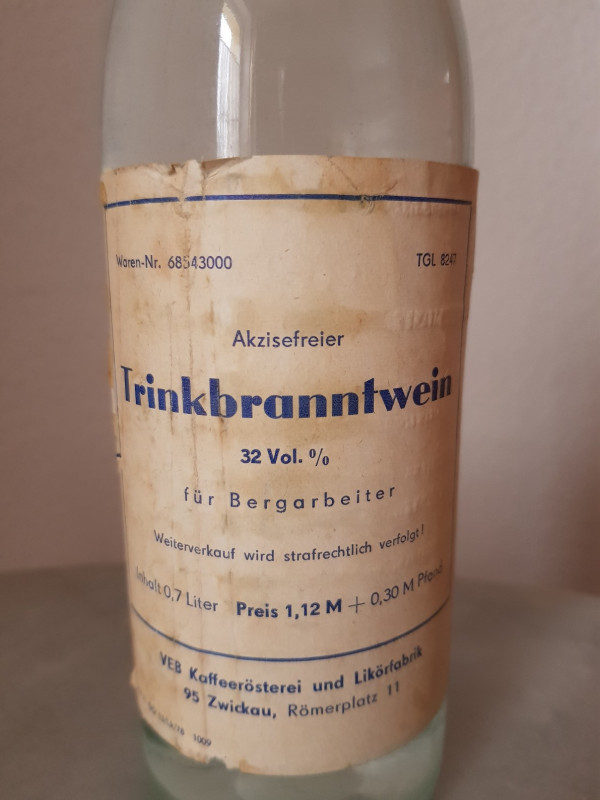 Waren-Nr. 68543000 TGL 8247
Akzisefreier
Trinkbranntwein
32 Vol. %
für Bergarbeiter
Weiterverkauf wird strafrechtlich verfolgt!
Inhalt 0,7 Liter Preis 1,12 M + 0,30 M Pfand
VEB Kaffeerösterei und Likörfabrik
95 Zwickau, Römerplatz 11
1009